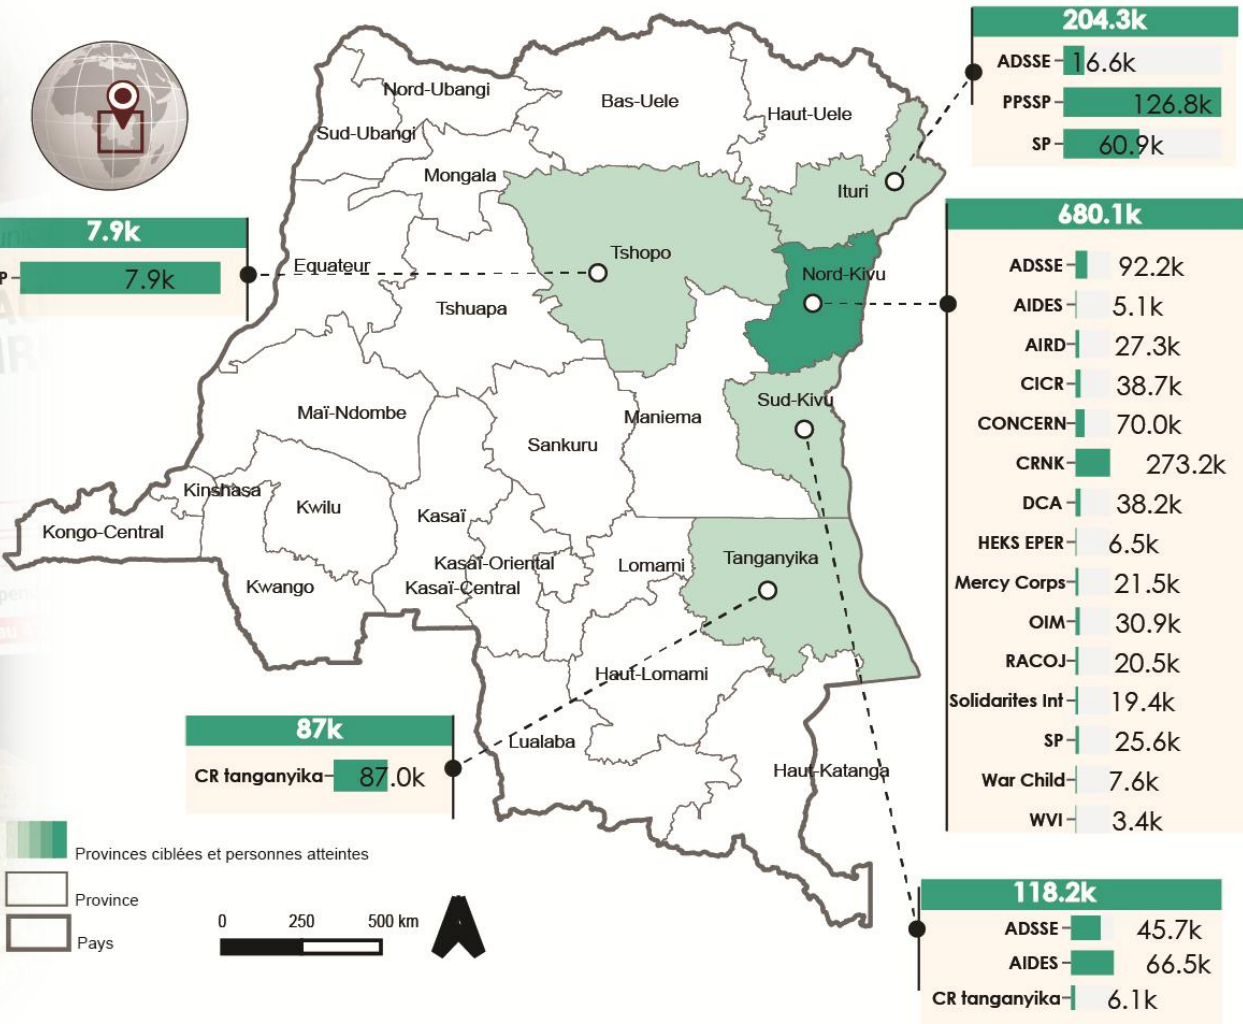 204.3k
ADSSE 16.6k
PPSSP 126.8k
SP 60.9k
Nord-Ubangi
Bas-Uele
Haut-Uele
Sud-Ubangi
Mongala
Ituri
7.9k
P 7.9k
Equateur
Tshopo
Nord-Kivu
Tshuapa
680.1k
ADSSE 92.2k
AIDES 5.1k
AIRD 27.3k
CICR 38.7k
CONCERN 70.0k
CRNK 273.2k
DCA 38.2k
HEKS EPER 6.5k
Mercy Corps 21.5k
OIM 30.9k
RACOJ 20.5k
Solidarites Int 19.4k
SP 25.6k
War Child 7.6k
WVI 3.4k
Maï-Ndombe
Sankuru
Maniema
Sud-Kivu
Kinshasa
Kwilu
Kasaï
Kongo-Central
Kasaï-Oriental
Lomami
Tanganyika
Kwango
Kasaï-Central
Haut-Lomami
87k
CR tanganyika 87.0k
Lualaba
Haut-Katanga
Provinces ciblées et personnes atteintes
Province
Pays
0 250 500 km
118.2k
ADSSE 45.7k
AIDES 66.5k
CR tanganyika 6.1k